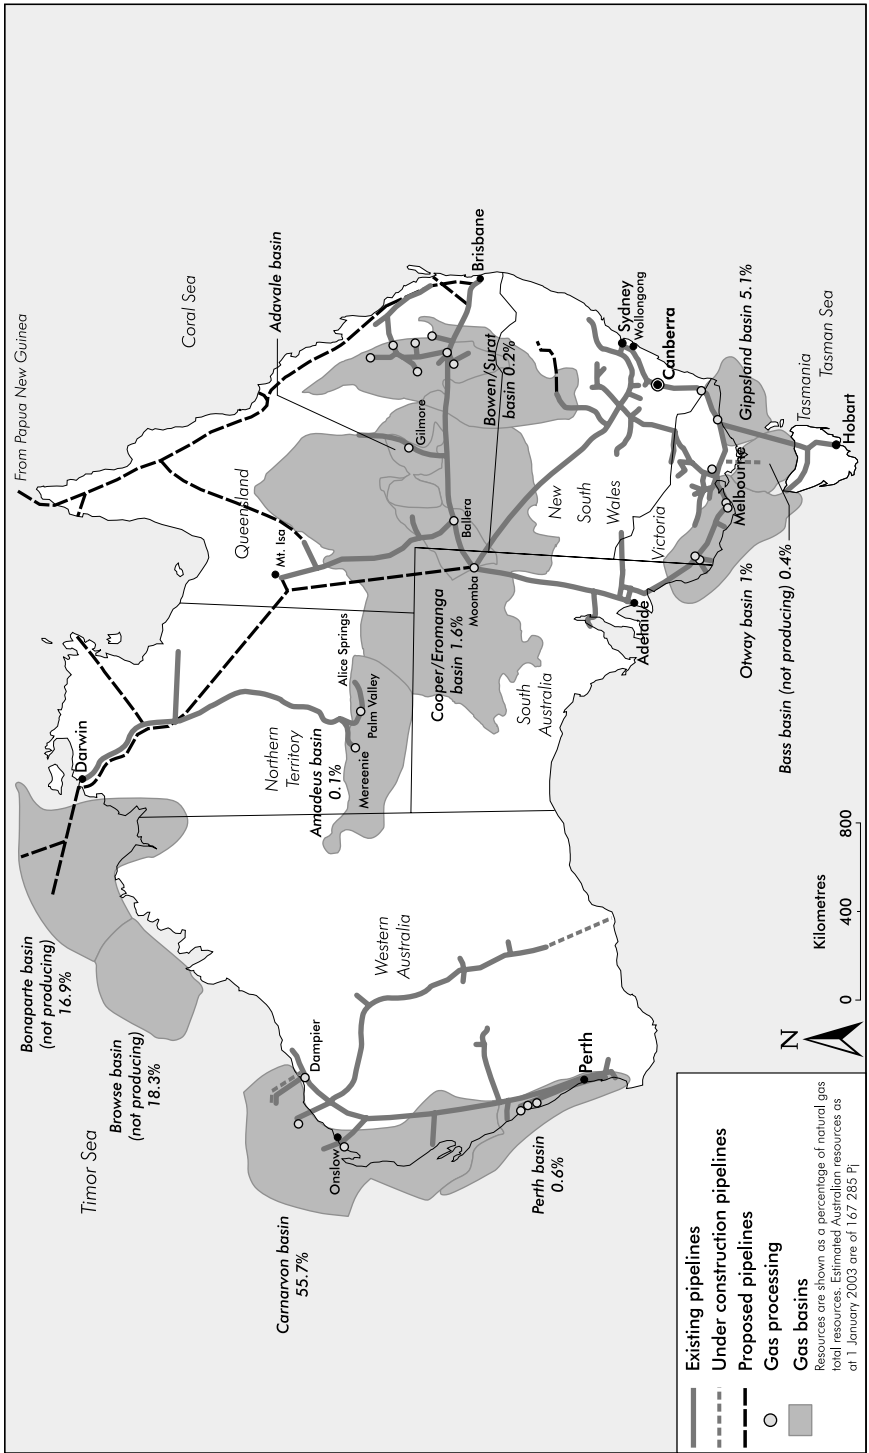 From Papua New Guinea
Coral Sea
Timor Sea
Tasman Sea
Bonaparte basin
(not producing)
16.9%
Browse basin
(not producing)
18.3%
Carnarvon basin
55.7%
Perth basin
0.6%
Amadeus basin
0.1%
Cooper/Eromanga
basin 1.6%
Adavale basin
Bowen/Surat
basin 0.2%
Gippsland basin 5.1%
Otway basin 1%
Bass basin (not producing) 0.4%
Darwin
Northern
Territory
Mereenie
Palm Valley
Alice Springs
Mt. Isa
Queensland
Gilmore
Ballera
Moomba
Brisbane
Western
Australia
Dampier
Onslow
Perth
South
Australia
Adelaide
New
South
Wales
Sydney
Wollongong
Canberra
Victoria
Melbourne
Tasmania
Hobart
N
Kilometres
0 400 800
Existing pipelines
Under construction pipelines
Proposed pipelines
Gas processing
Gas basins
Resources are shown as a percentage of natural gas
total resources. Estimated Australian resources as
at 1 January 2003 are of 167 285 Pj